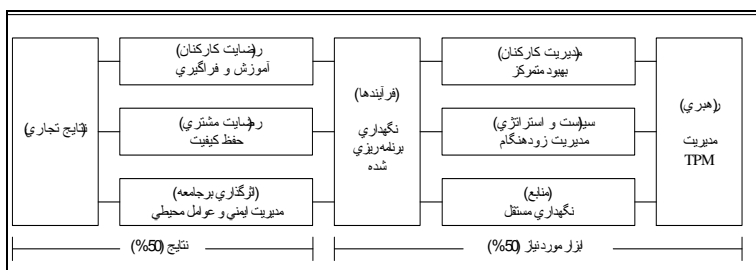 (رهبري)
مديريت
TPM
(مديريت كاركنان)
بهبود متمركز
(سياست و استراتژي)
مديريت زودهنگام
(منابع)
نگهداري مستقل
(فرآيندها)
نگهداري
برنامه‌ريزي
شده
(رضايت كاركنان)
آموزش و فراگيري
(رضايت مشتري)
حفظ كيفيت
(اثرگذاري برجامعه)
مديريت ايمني و عوامل محيطي
(نتايج تجاري)
ابزار مورد نياز (50%)
نتايج (50%)